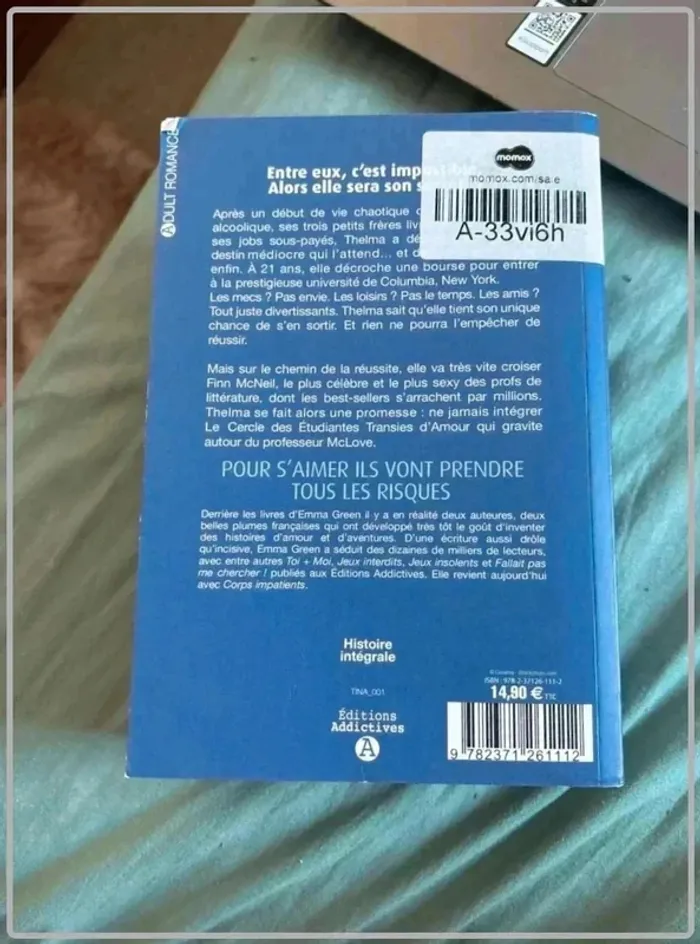 ADULT ROMANCE
momox
momox.com/sale
A-33vi6h
Entre eux, c'est
Alors elle sera son
Après un début de vie chaotique
alcoolique, ses trois petits frères
ses jobs sous-payés, Thelma a
destin médiocre qui l'attend... et
enfin. À 21 ans, elle décroche une bourse pour entrer
à la prestigieuse université de Columbia, New York.
Les mecs ? Pas envie. Les loisirs ? Pas le temps. Les amis ?
Tout juste divertissants. Thelma sait qu'elle tient son unique
chance de s'en sortir. Et rien ne pourra l'empêcher de
réussir.
Mais sur le chemin de la réussite, elle va très vite croiser
Finn McNeil, le plus célèbre et le plus sexy des profs de
littérature, dont les best-sellers s'arrachent par millions.
Thelma se fait alors une promesse : ne jamais intégrer
Le Cercle des Étudiantes Transies d'Amour qui gravite
autour du professeur McLove.
POUR S'AIMER ILS VONT PRENDRE
TOUS LES RISQUES
Derrière les livres d'Emma Green il y a en réalité deux auteures, deux
belles plumes françaises qui ont développé très tôt le goût d'inventer
des histoires d'amour et d'aventures. D'une écriture aussi drôle
qu'incisive, Emma Green a séduit des dizaines de milliers de lecteurs,
avec entre autres Toi + Moi, Jeux interdits, Jeux insolents et Fallait pas
me chercher ! publiés aux Éditions Addictives. Elle revient aujourd'hui
avec Corps impatients.
Histoire
intégrale
TINA_001
Éditions
Addictives
A
ISBN : 978-2-37126-111-2
14,90 € TTC
9 782371 261112